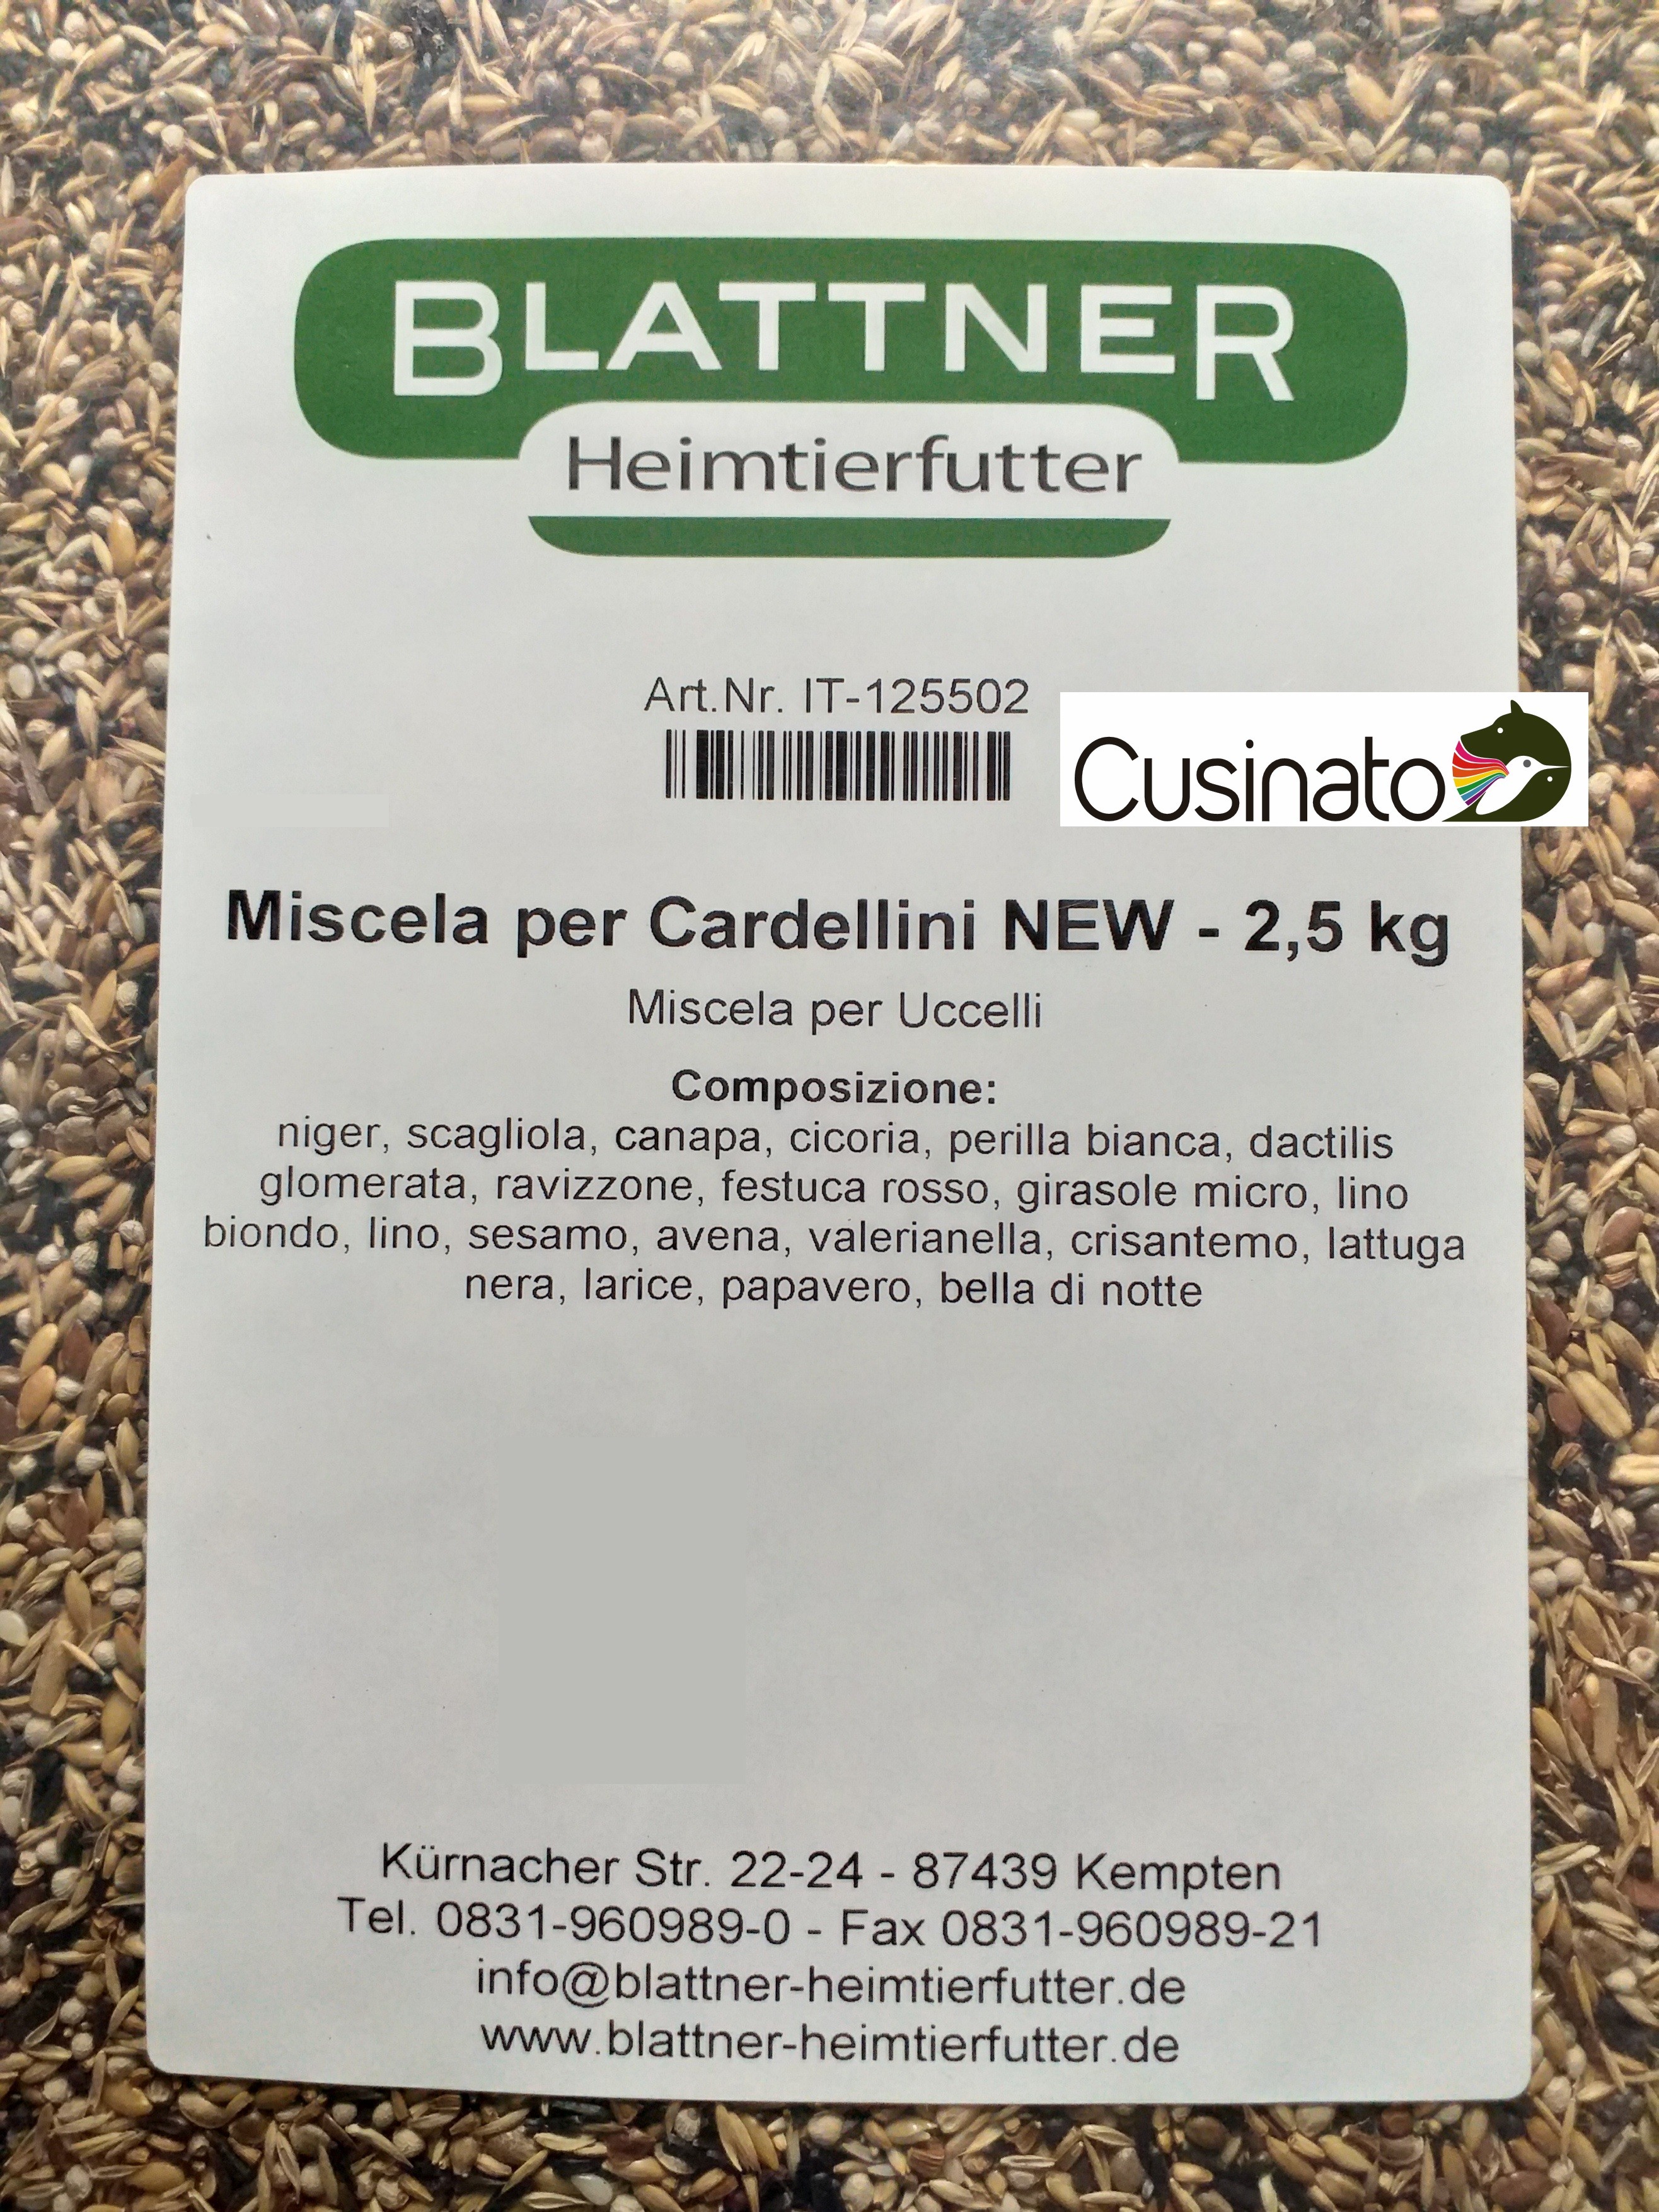 BLATTNER
Heimtierfutter
Art.Nr. IT-125502
Cusinato
Miscela per Cardellini NEW - 2,5 kg
Miscela per Uccelli
Composizione:
niger, scagliola, canapa, cicoria, perilla bianca, dactilis
glomerata, ravizzone, festuca rosso, girasole micro, lino
biondo, lino, sesamo, avena, valerianella, crisantemo, lattuga
nera, larice, papavero, bella di notte
Kürnacher Str. 22-24 - 87439 Kempten
Tel. 0831-960989-0 - Fax 0831-960989-21
info@blattner-heimtierfutter.de
www.blattner-heimtierfutter.de